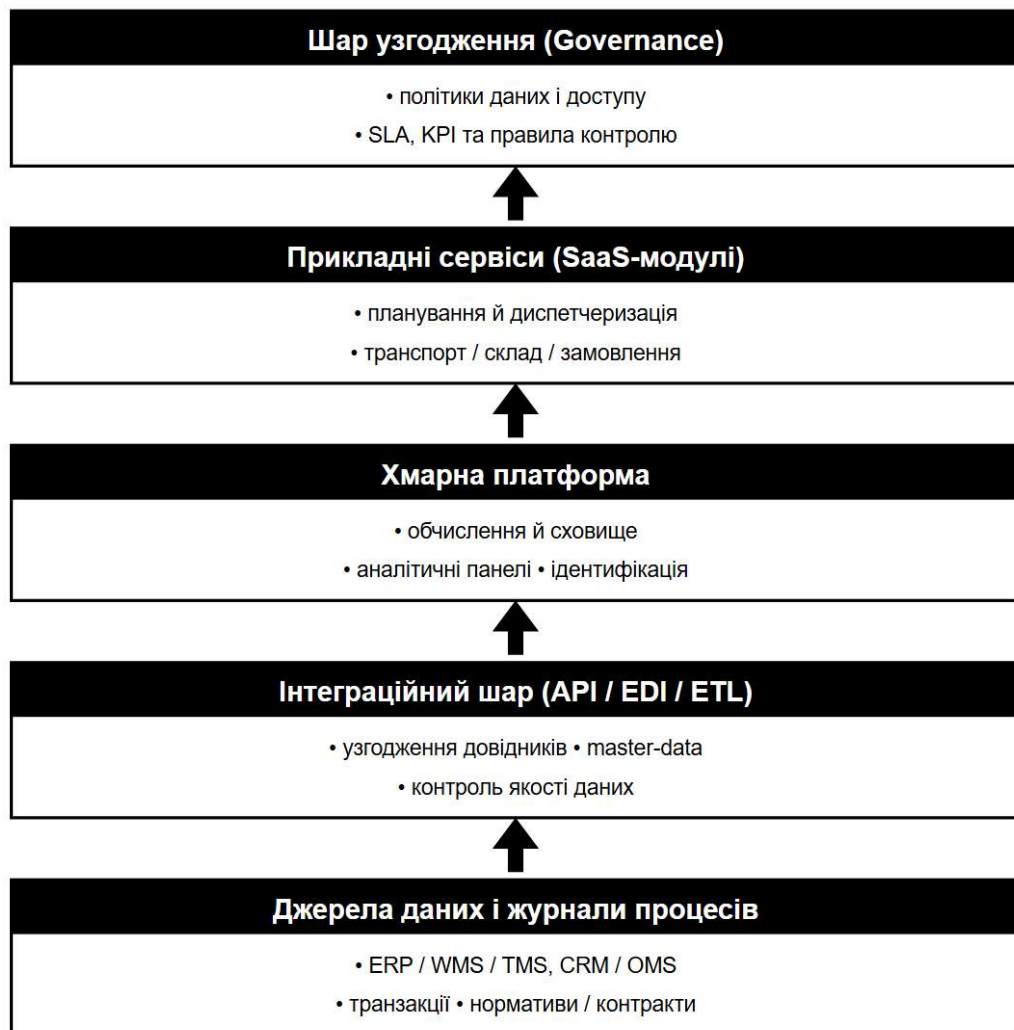 Шар узгодження (Governance)
• політики даних і доступу
• SLA, KPI та правила контролю
Прикладні сервіси (SaaS-модулі)
• планування й диспетчеризація
• транспорт / склад / замовлення
Хмарна платформа
• обчислення й сховище
• аналітичні панелі • ідентифікація
Інтеграційний шар (API / EDI / ETL)
• узгодження довідників • master-data
• контроль якості даних
Джерела даних і журнали процесів
• ERP / WMS / TMS, CRM / OMS
• транзакції • нормативи / контракти